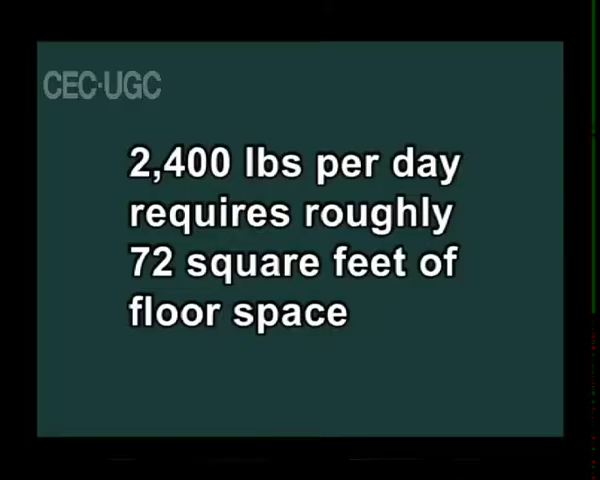 CEC-UGC
2,400 lbs per day
requires roughly
72 square feet of
floor space